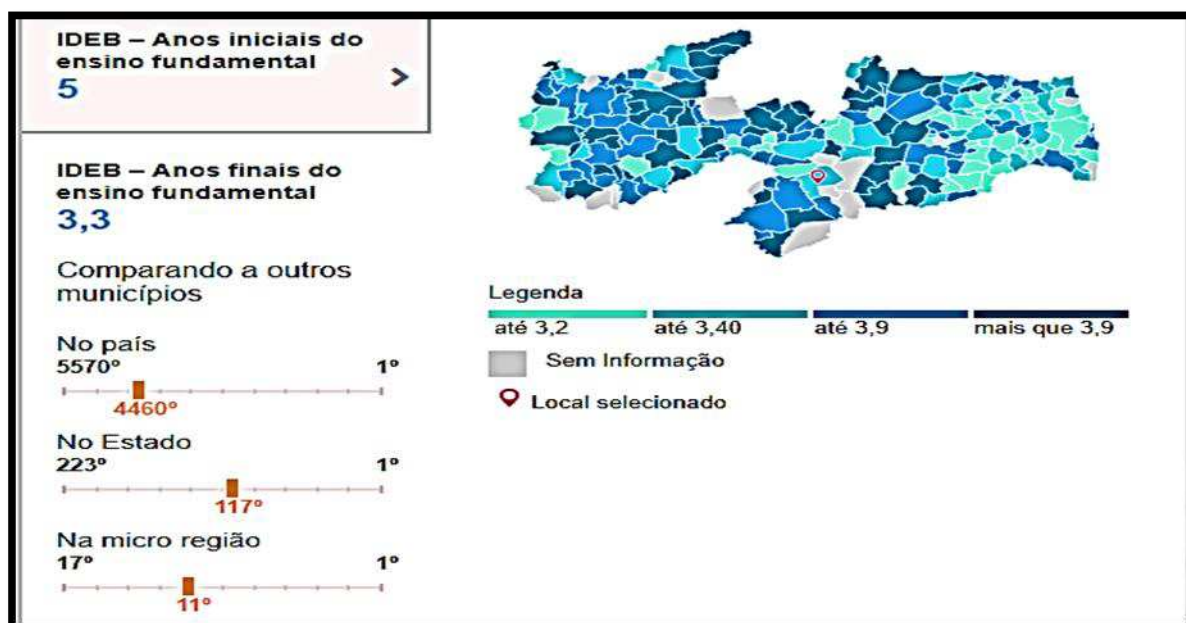 IDEB – Anos iniciais do
ensino fundamental
5
>
IDEB – Anos finais do
ensino fundamental
3,3
Comparando a outros
municípios
No país
5570º 1º
4460º
No Estado
223º 1º
117º
Na micro região
17º 1º
11º
Legenda
até 3,2 até 3,40 até 3,9 mais que 3,9
Sem Informação
Local selecionado